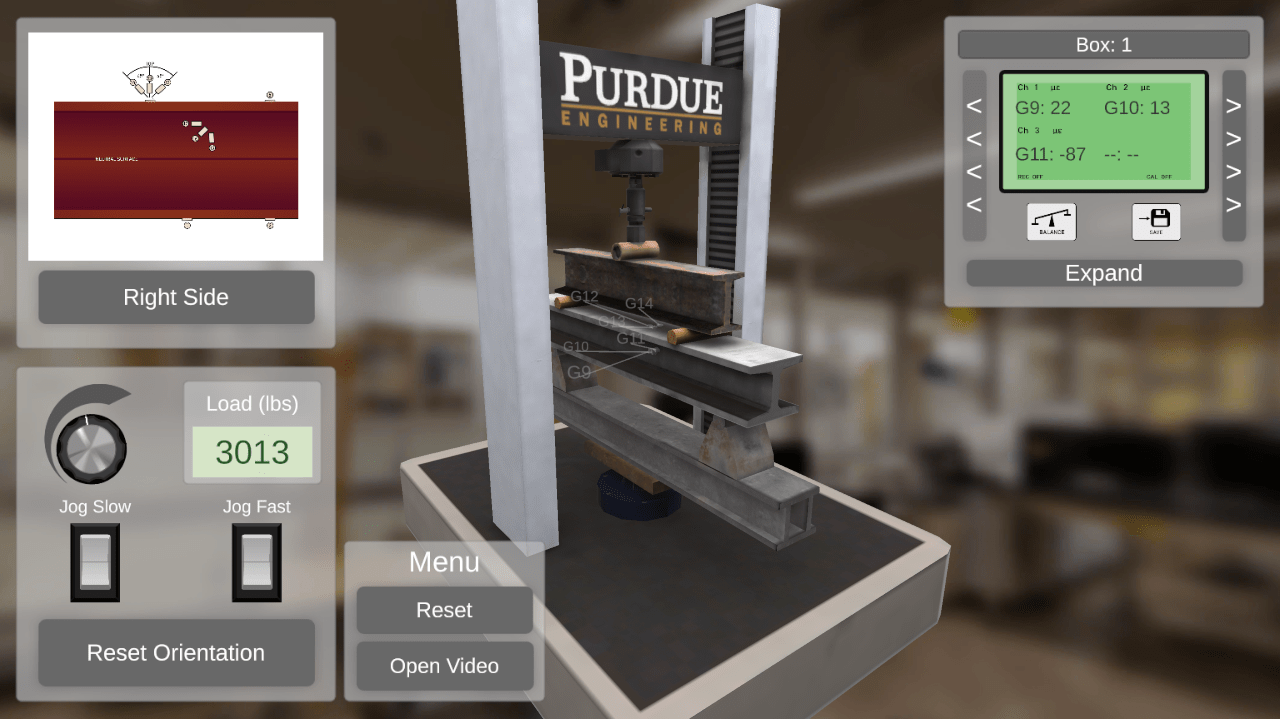 NEUTRAL SURFACE
Right Side
Load (lbs)
3013
Jog Slow
Jog Fast
Reset Orientation
Menu
Reset
Open Video
PURDUE
ENGINEERING
G12
G14
G13
G11
G10
G9
Box: 1
Ch 1 με
Ch 2 με
G9: 22
G10: 13
Ch 3 με
G11: -87
--: --
REC OFF
CAL OFF
<
<
<
<
>
>
>
>
BALANCE
SAVE
Expand